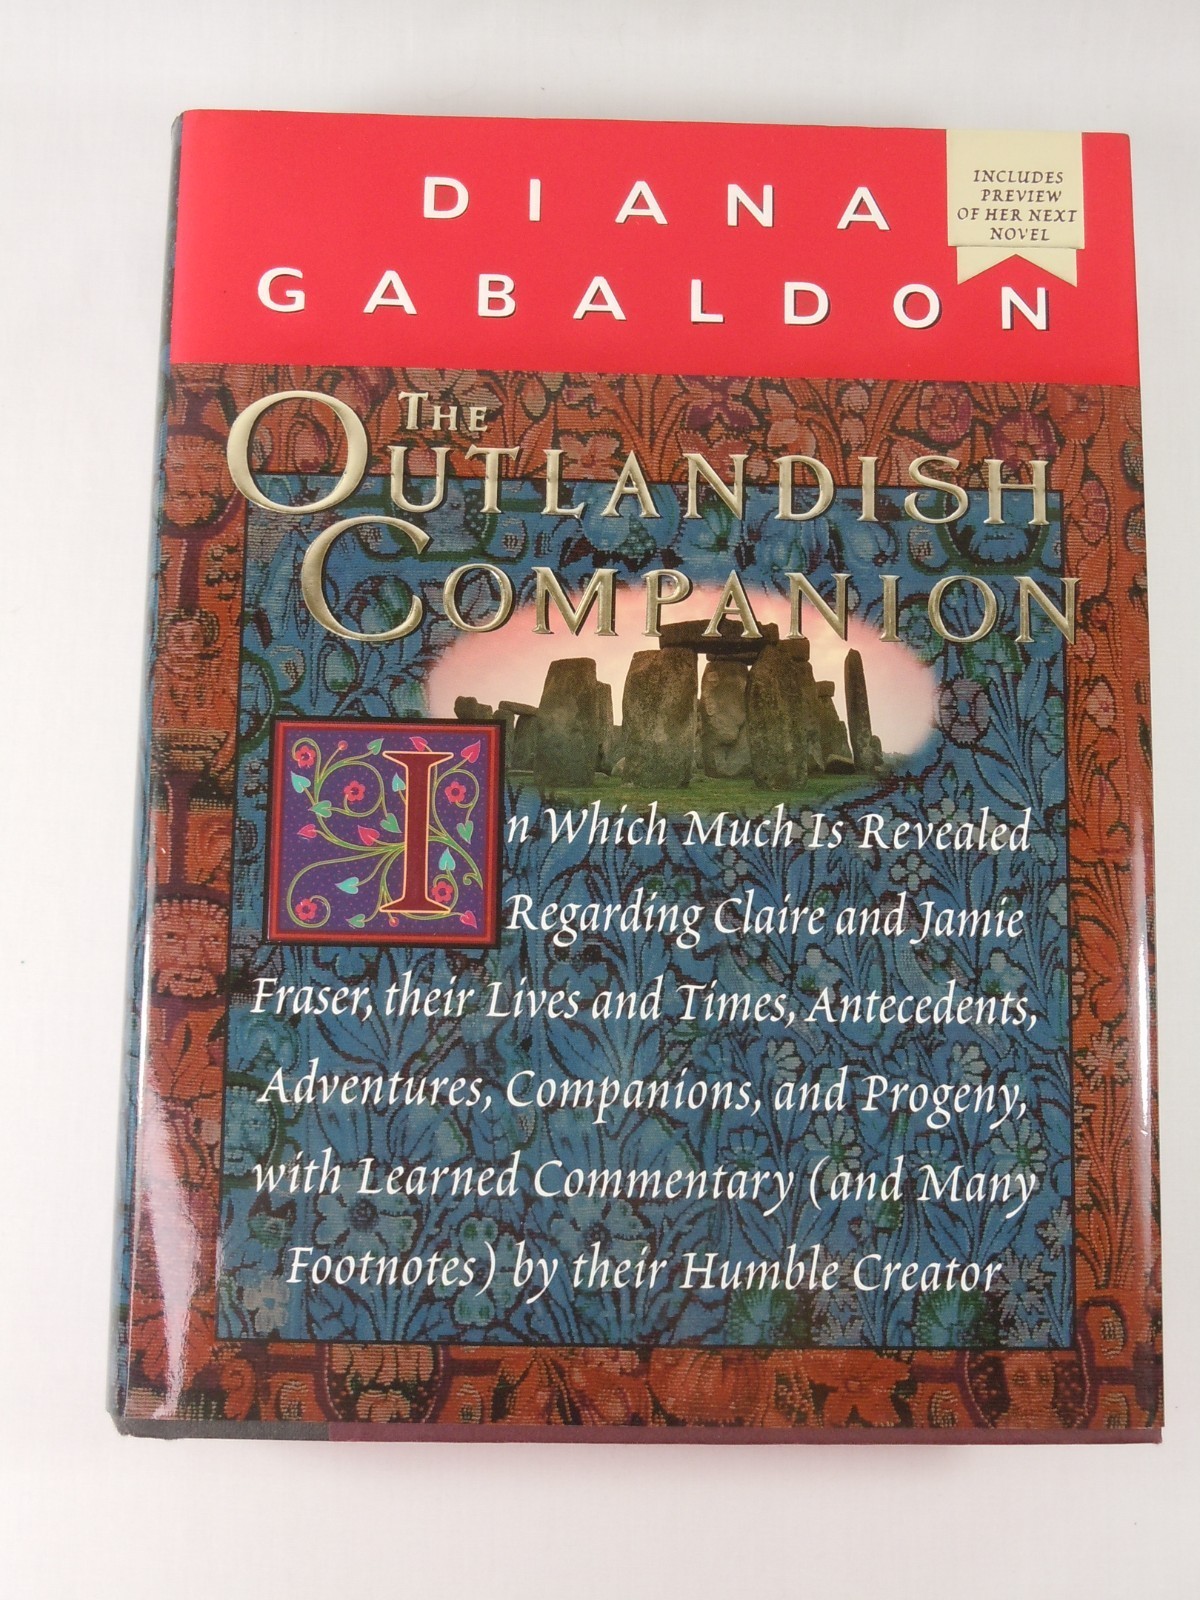 DIANA
GABALDON
INCLUDES
PREVIEW
OF HER NEXT
NOVEL
THE
OUTLANDISH
COMPANION
In Which Much Is Revealed
Regarding Claire and Jamie
Fraser, their Lives and Times, Antecedents,
Adventures, Companions, and Progeny,
with Learned Commentary (and Many
Footnotes) by their Humble Creator